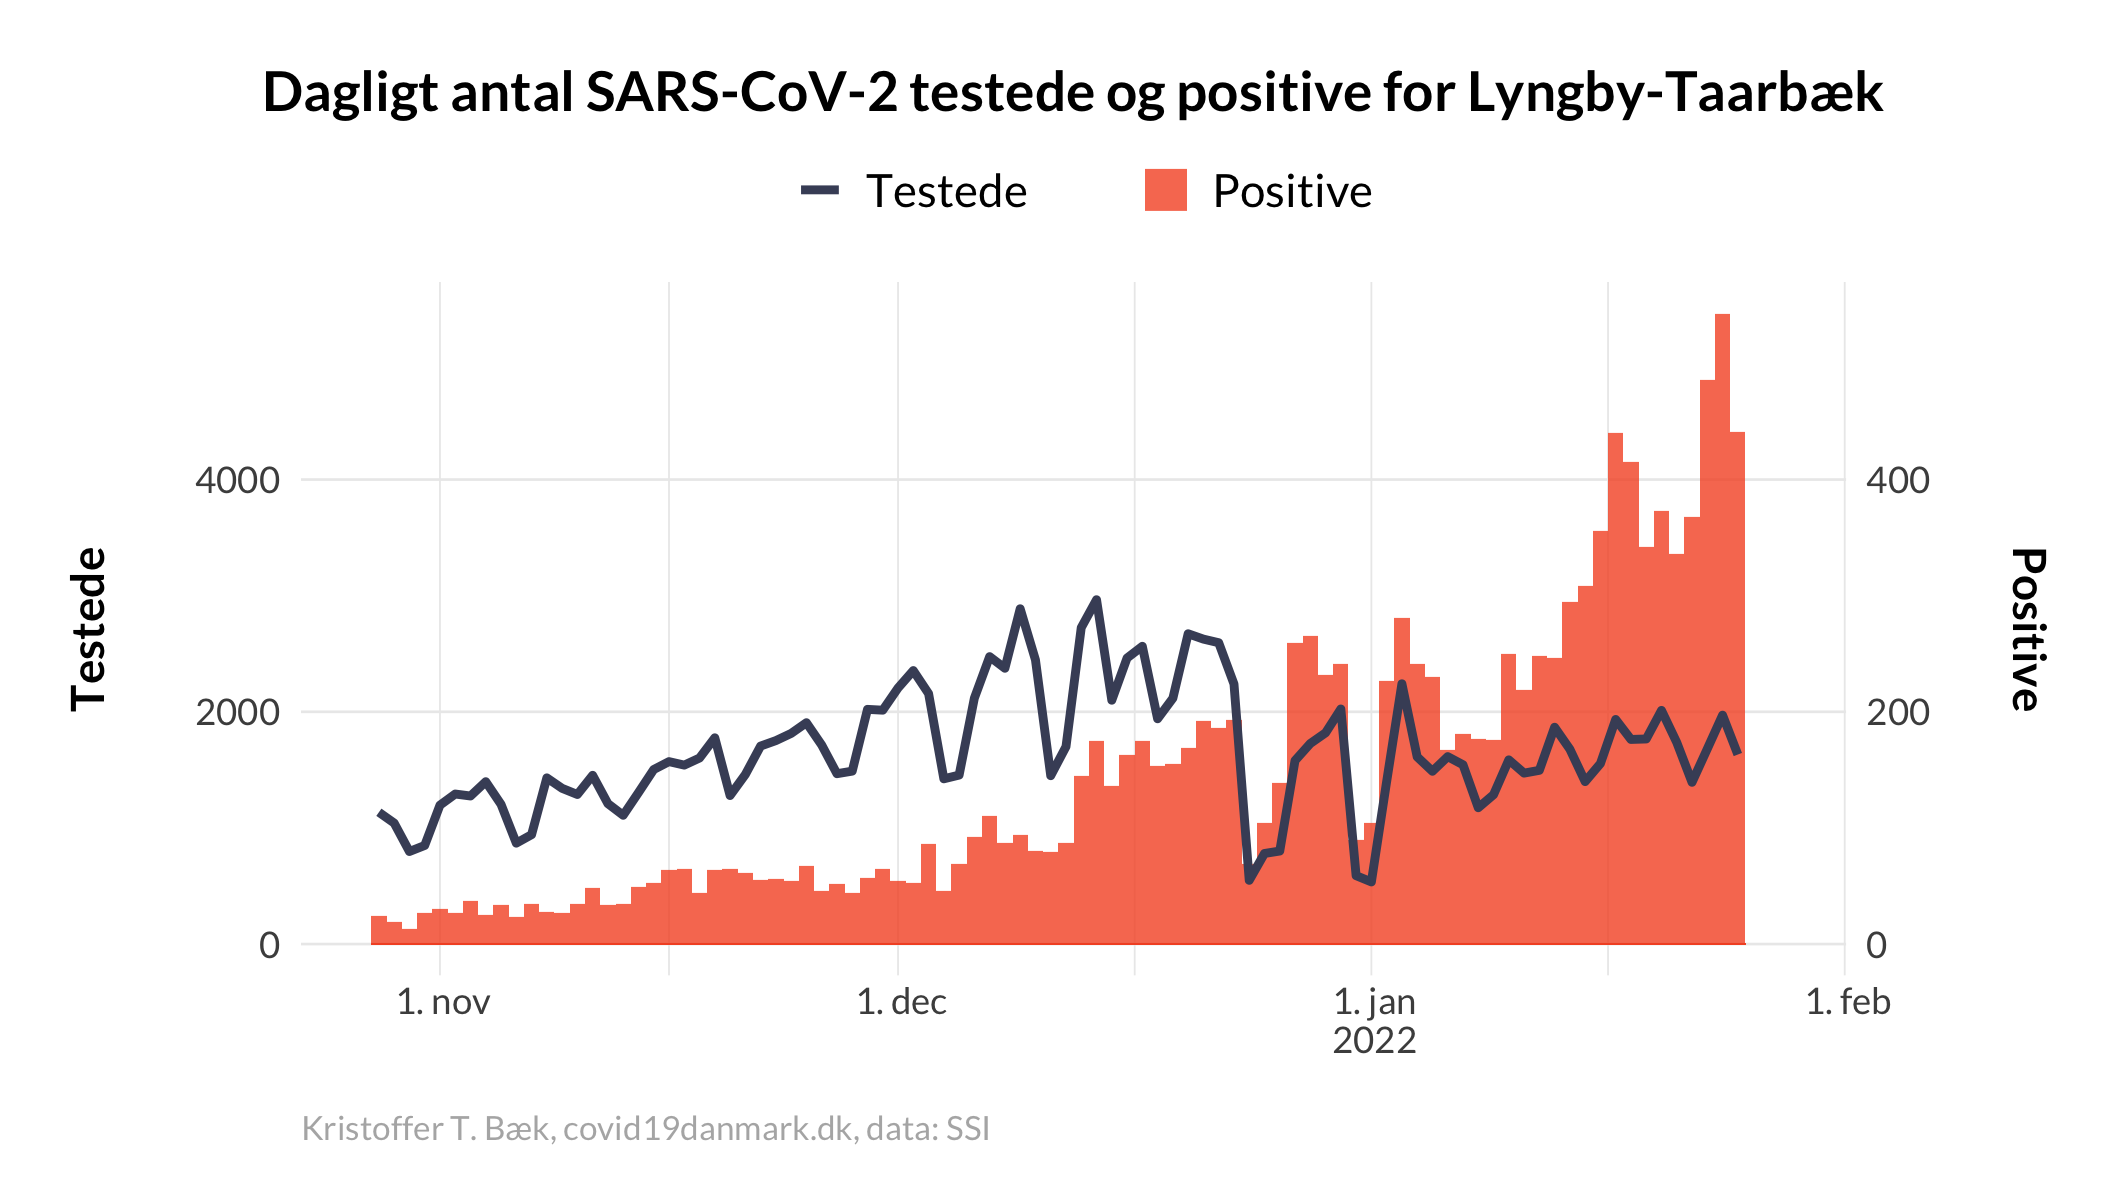 Dagligt antal SARS-CoV-2 testede og positive for Lyngby-Taarbæk
Testede
Positive
Testede
4000
2000
0
400
200
0
Positive
1. nov
1. dec
1. jan
2022
1. feb
Kristoffer T. Bæk, covid19danmark.dk, data: SSI